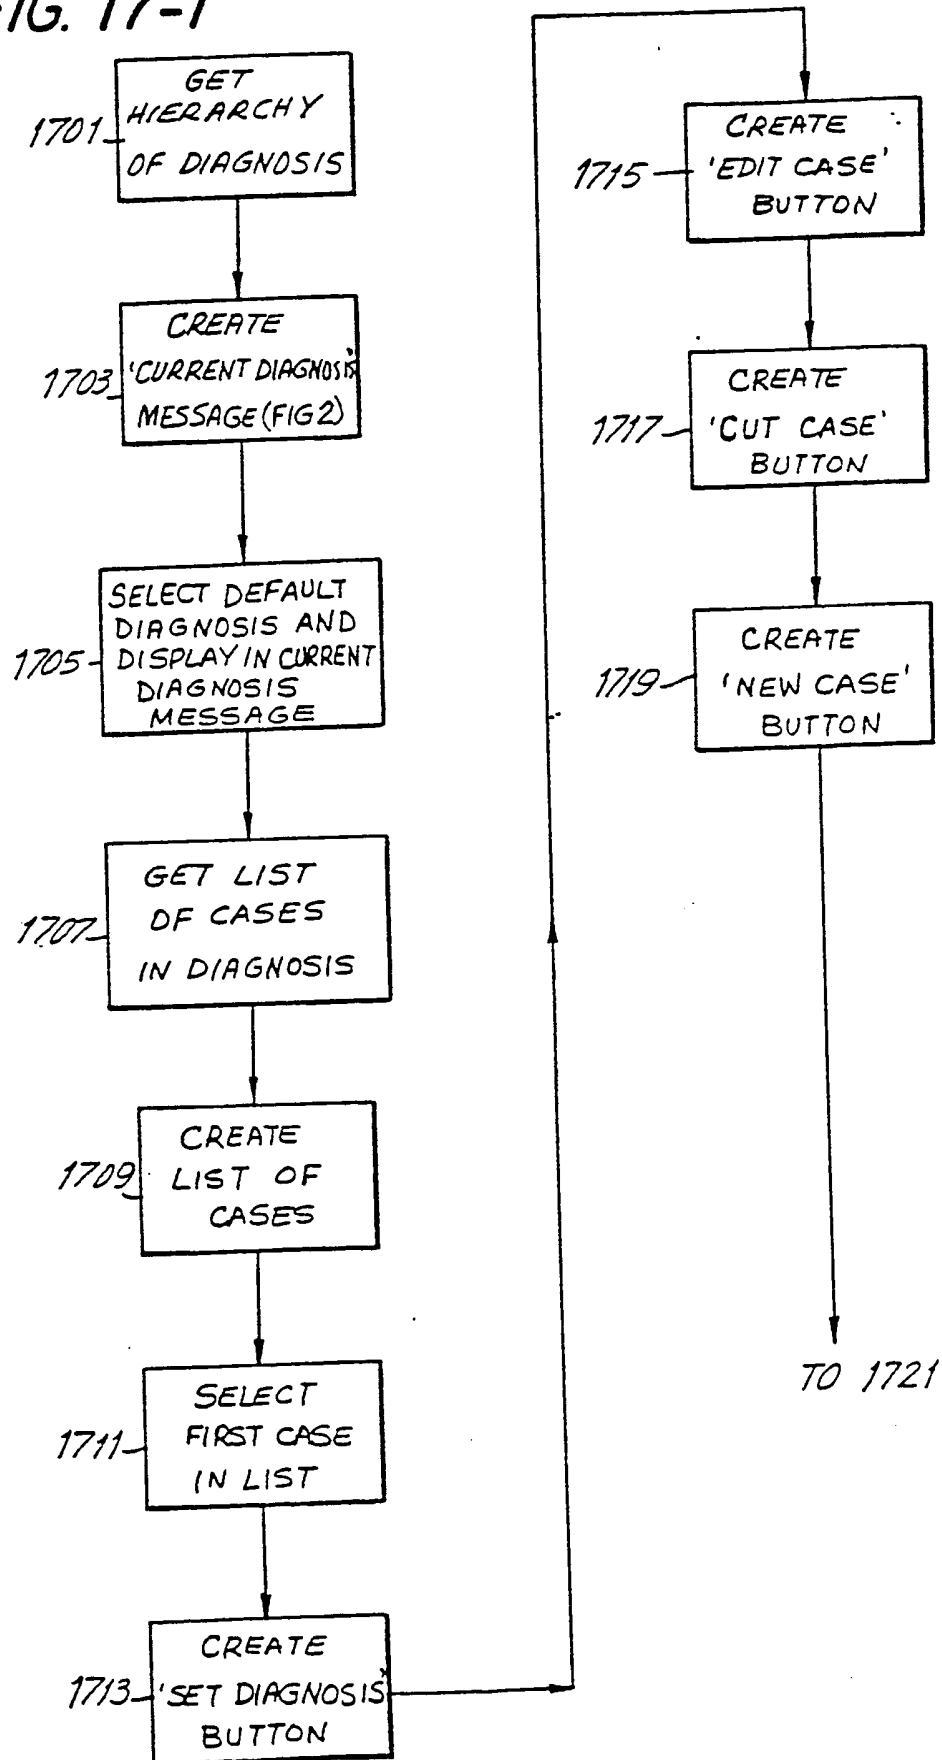 FIG. 17-1
GET
HIERARCHY
OF DIAGNOSIS
1701
CREATE
'CURRENT DIAGNOSIS'
MESSAGE (FIG 2)
1703
SELECT DEFAULT
DIAGNOSIS AND
DISPLAY IN CURRENT
DIAGNOSIS
MESSAGE
1705
GET LIST
OF CASES
IN DIAGNOSIS
1707
CREATE
LIST OF
CASES
1709
SELECT
FIRST CASE
IN LIST
1711
CREATE
'SET DIAGNOSIS'
BUTTON
1713
CREATE
'EDIT CASE'
BUTTON
1715
CREATE
'CUT CASE'
BUTTON
1717
CREATE
'NEW CASE'
BUTTON
1719
TO 1721